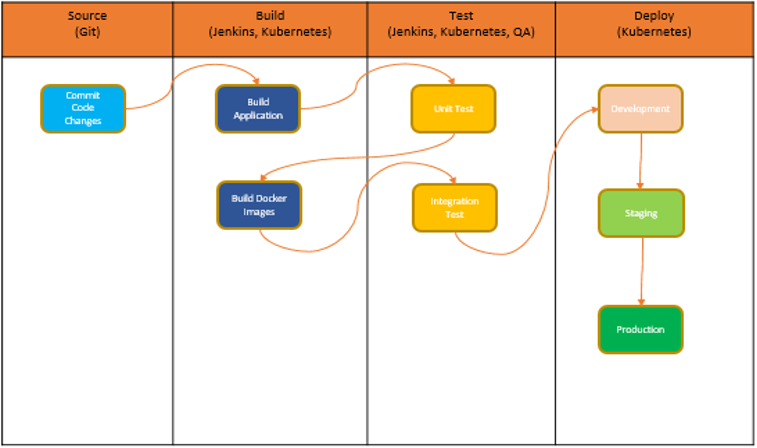 Source
(Git)
Build
(Jenkins, Kubernetes)
Test
(Jenkins, Kubernetes, QA)
Deploy
(Kubernetes)
Commit
Code
Changes
Build
Application
Unit Test
Development
Build Docker
Images
Integration
Test
Staging
Production